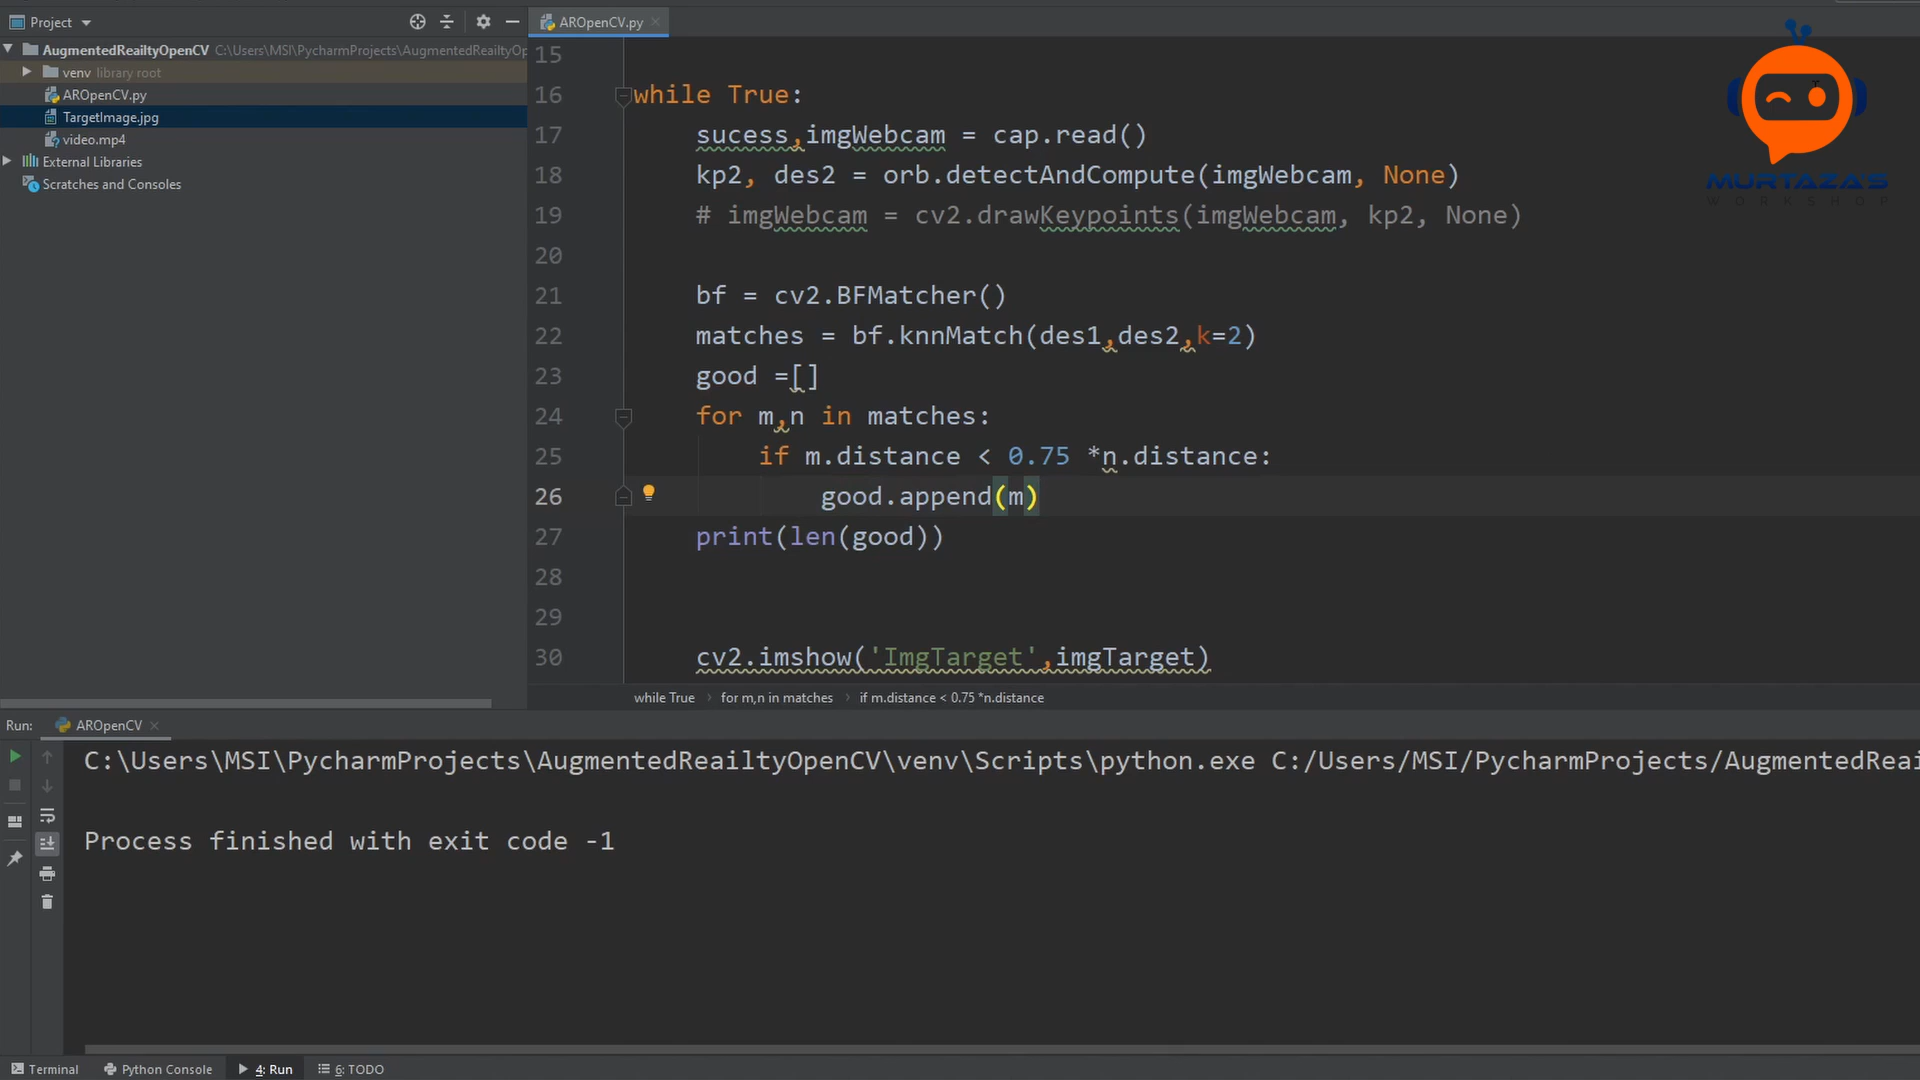 Project
AROpenCV.py
AugmentedReailtyOpenCV C:\Users\MSI\PycharmProjects\AugmentedReailtyOp
venv library root
AROpenCV.py
TargetImage.jpg
video.mp4
External Libraries
Scratches and Consoles
15
16 while True:
17 sucess,imgWebcam = cap.read()
18 kp2, des2 = orb.detectAndCompute(imgWebcam, None)
19 # imgWebcam = cv2.drawKeypoints(imgWebcam, kp2, None)
20
21 bf = cv2.BFMatcher()
22 matches = bf.knnMatch(des1,des2,k=2)
23 good =[]
24 for m,n in matches:
25 if m.distance < 0.75 *n.distance:
26 good.append(m)
27 print(len(good))
28
29
30 cv2.imshow('ImgTarget',imgTarget)
while True › for m,n in matches › if m.distance < 0.75 *n.distance
MURTAZA'S
WORKSHOP
Run: AROpenCV
C:\Users\MSI\PycharmProjects\AugmentedReailtyOpenCV\venv\Scripts\python.exe C:/Users/MSI/PycharmProjects/AugmentedReai
Process finished with exit code -1
Terminal Python Console 4: Run 6: TODO